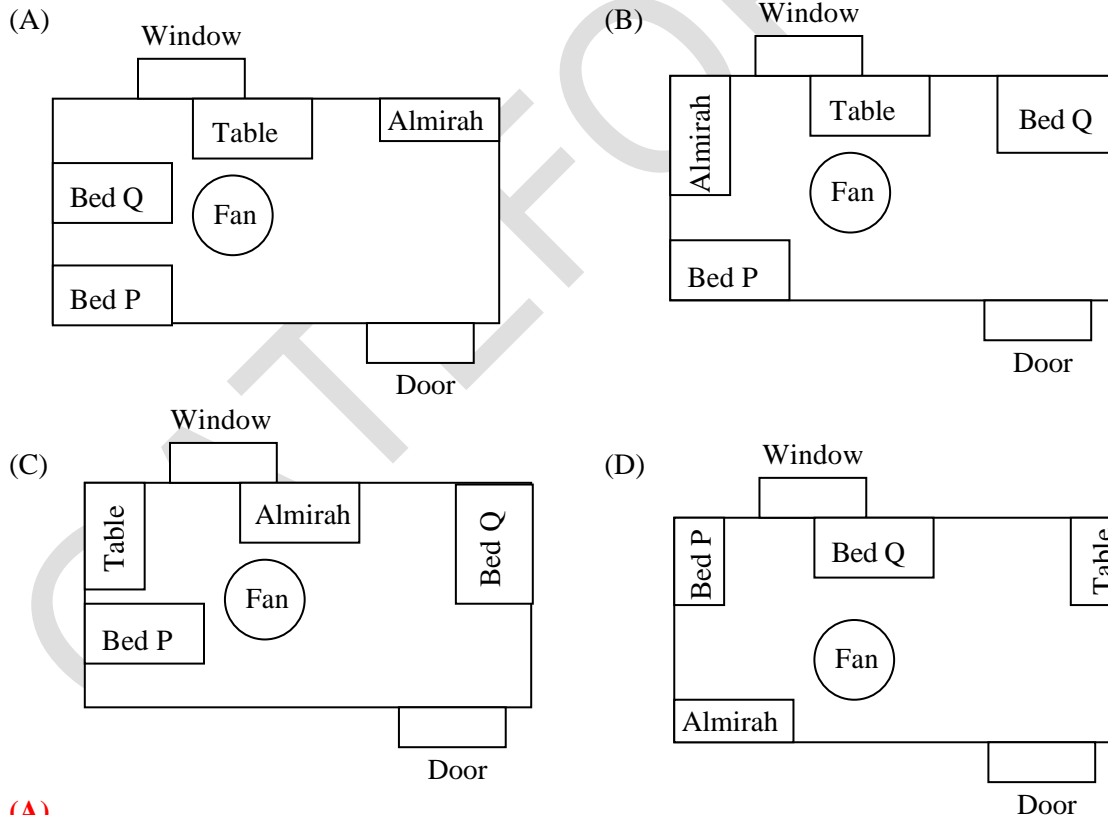 (A)
Window
Table
Almirah
Bed Q
Fan
Bed P
Door
(B)
Window
Almirah
Table
Bed Q
Fan
Bed P
Door
(C)
Window
Table
Almirah
Bed Q
Fan
Bed P
Door
(D)
Window
Bed P
Bed Q
Table
Fan
Almirah
Door
(A)